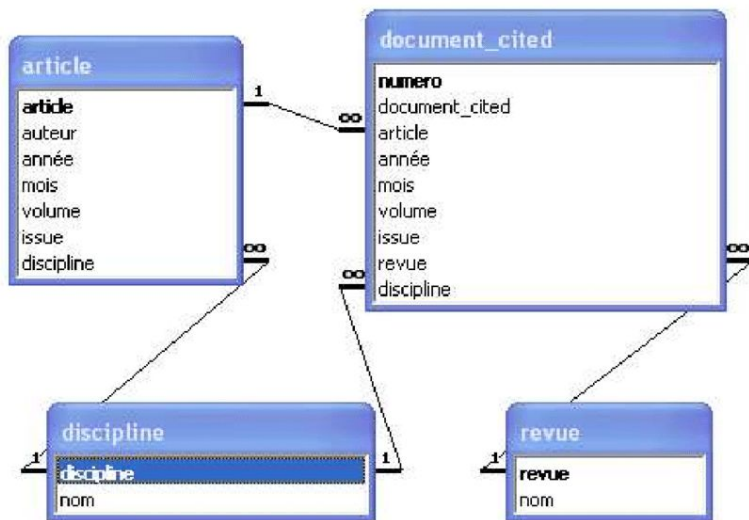 article
article
auteur
année
mois
volume
issue
discipline
document_cited
numero
document_cited
article
année
mois
volume
issue
revue
discipline
1
∞
∞
∞
∞
discipline
discipline
nom
1
1
revue
revue
nom
1